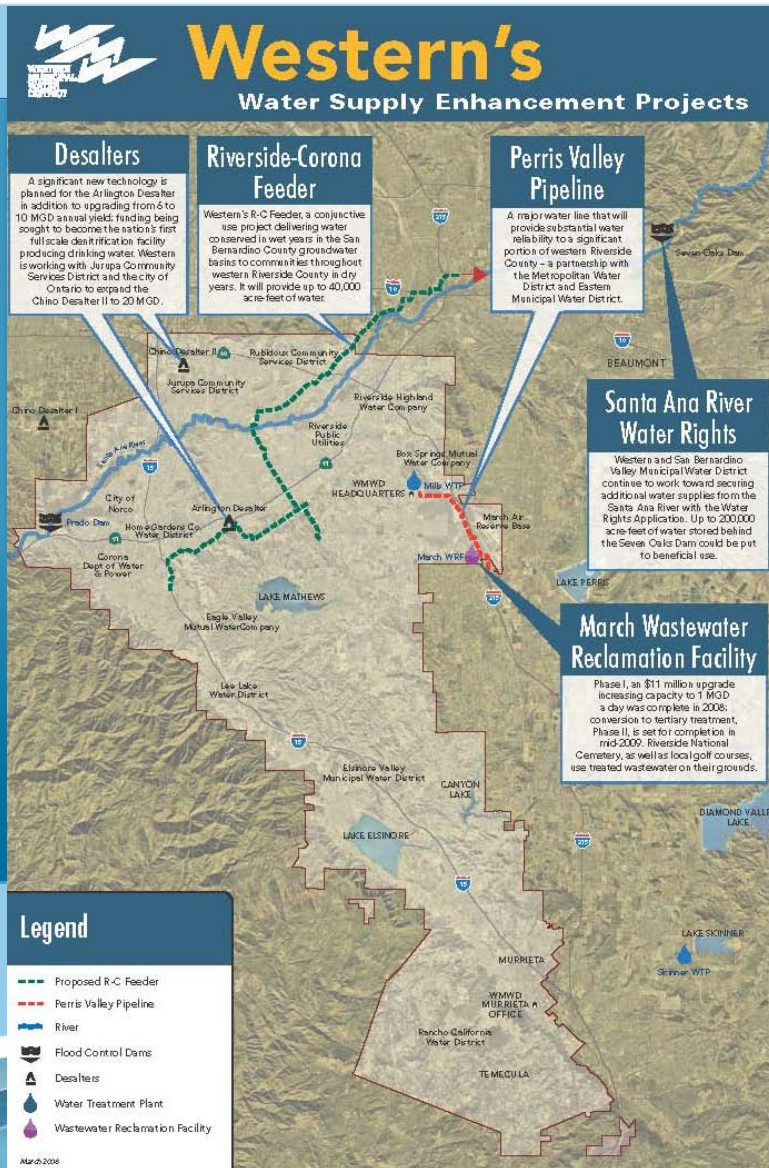 WESTERN
MUNICIPAL
WATER
DISTRICT
Western's
Water Supply Enhancement Projects
Desalters
A significant new technology is
planned for the Arlington Desalter
in addition to upgrading from 6 to
10 MGD annual yield; funding being
sought to become the nation's first
full scale denitrification facility
producing drinking water. Western
is working with Jurupa Community
Services District and the city of
Ontario to expand the
Chino Desalter II to 20 MGD.
Riverside-Corona
Feeder
Western's R-C Feeder, a conjunctive
use project delivering water
conserved in wet years in the San
Bernardino County groundwater
basins to communities throughout
western Riverside County in dry
years. It will provide up to 40,000
acre-feet of water.
Perris Valley
Pipeline
A major water line that will
provide substantial water
reliability to a significant
portion of western Riverside
County – a partnership with
the Metropolitan Water
District and Eastern
Municipal Water District.
215
10
Seven Oaks Dam
10
BEAUMONT
Santa Ana River
Water Rights
Western and San Bernardino
Valley Municipal Water District
continue to work toward securing
additional water supplies from the
Santa Ana River with the Water
Rights Application. Up to 200,000
acre-feet of water stored behind
the Seven Oaks Dam could be put
to beneficial use.
Chino Desalter II
60
Rubidoux Community
Services District
Jurupa Community
Services District
Chino Desalter I
Riverside Highland
Water Company
Riverside
Public
Utilities
Santa Ana River
15
91
Box Springs Mutual
Water Company
WMWD
HEADQUARTERS
Mills WTP
City of
Norco
Arlington Desalter
March Air
Reserve Base
Prado Dam
Home Gardens Co.
Water District
91
Corona
Dept of Water
& Power
March WRF
LAKE PERRIS
215
LAKE MATHEWS
Eagle Valley
Mutual WaterCompany
March Wastewater
Reclamation Facility
Phase I, an $11 million upgrade
increasing capacity to 1 MGD
a day was complete in 2008;
conversion to tertiary treatment,
Phase II, is set for completion in
mid-2009. Riverside National
Cemetery, as well as local golf courses,
use treated wastewater on their grounds.
Lee Lake
Water District
15
Elsinore Valley
Municipal Water District
CANYON
LAKE
DIAMOND VALLE
LAKE
LAKE ELSINORE
215
15
LAKE SKINNER
Skinner WTP
MURRIETA
WMWD
MURRIETA
OFFICE
Rancho California
Water District
TEMECULA
Legend
Proposed R-C Feeder
Perris Valley Pipeline
River
Flood Control Dams
Desalters
Water Treatment Plant
Wastewater Reclamation Facility
March 2008